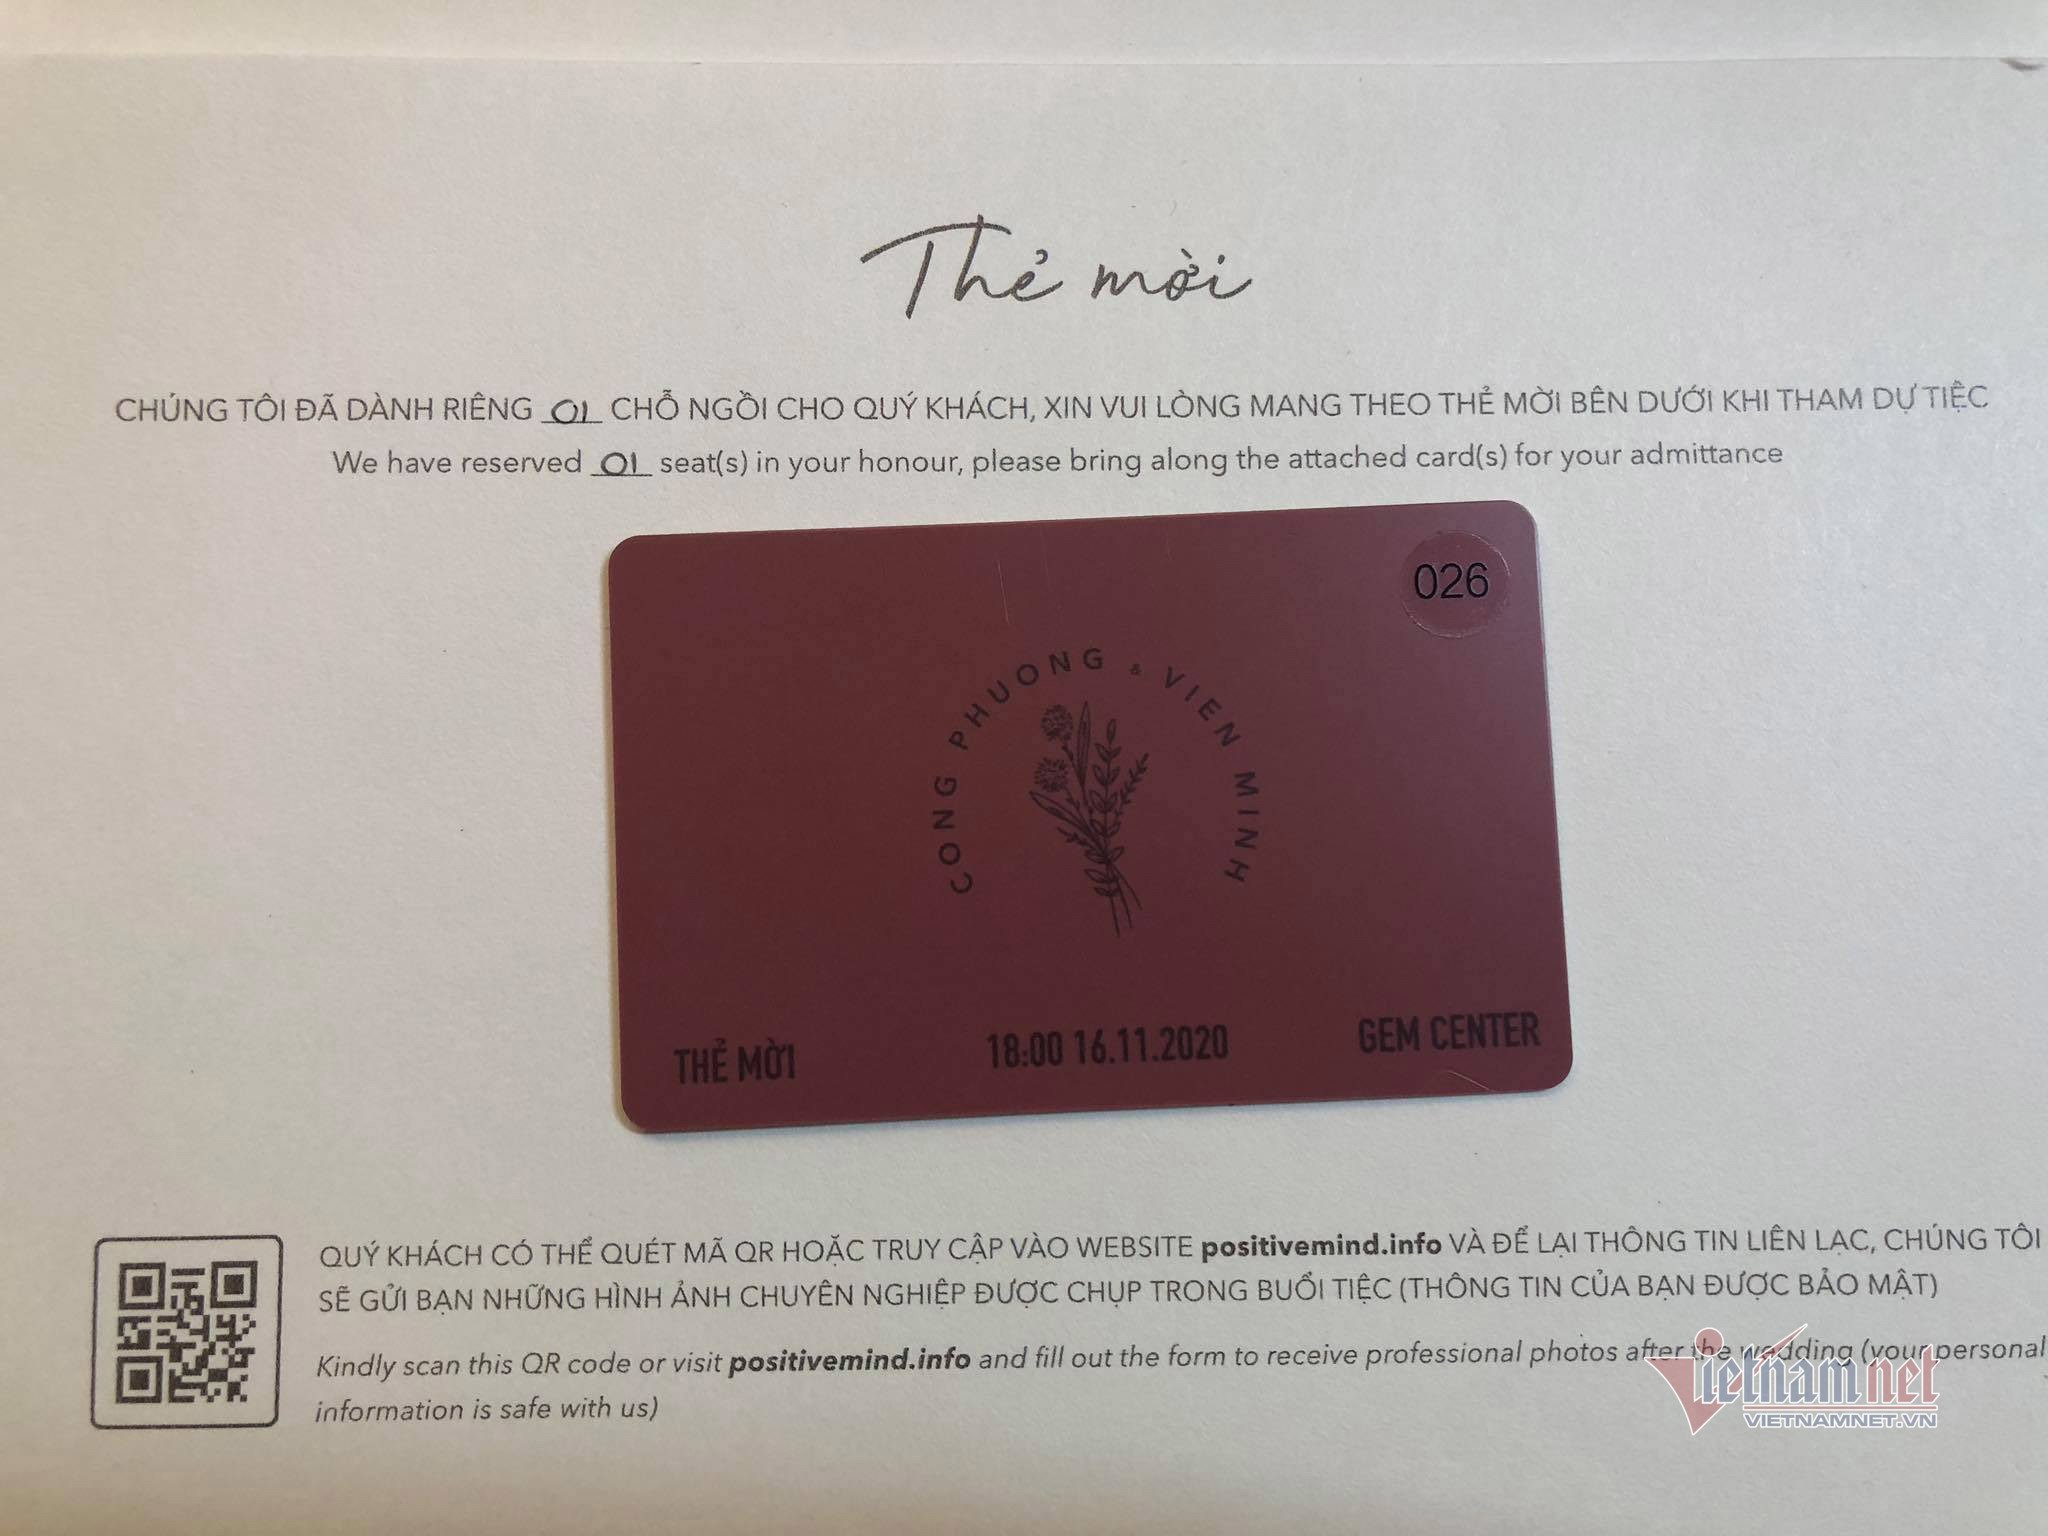 Thẻ mời
CHÚNG TÔI ĐÃ DÀNH RIÊNG 01 CHỖ NGỒI CHO QUÝ KHÁCH, XIN VUI LÒNG MANG THEO THẺ MỜI BÊN DƯỚI KHI THAM DỰ TIỆC
We have reserved 01 seat(s) in your honour, please bring along the attached card(s) for your admittance
026
CONG PHUONG & VIEN MINH
THẺ MỜI 18:00 16.11.2020 GEM CENTER
QUÝ KHÁCH CÓ THỂ QUÉT MÃ QR HOẶC TRUY CẬP VÀO WEBSITE positivemind.info VÀ ĐỂ LẠI THÔNG TIN LIÊN LẠC, CHÚNG TÔI
SẼ GỬI BẠN NHỮNG HÌNH ẢNH CHUYÊN NGHIỆP ĐƯỢC CHỤP TRONG BUỔI TIỆC (THÔNG TIN CỦA BẠN ĐƯỢC BẢO MẬT)
Kindly scan this QR code or visit positivemind.info and fill out the form to receive professional photos after the wedding (your personal
information is safe with us)
Vietnamnet
VIETNAMNET.VN